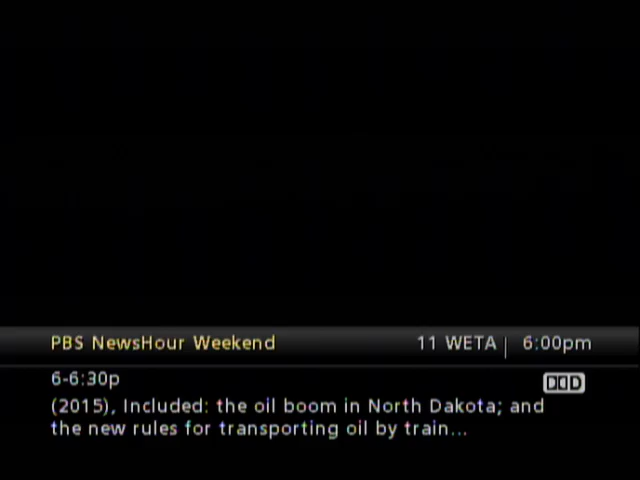 PBS NewsHour Weekend 11 WETA | 6:00pm
6-6:30p
(2015), Included: the oil boom in North Dakota; and
the new rules for transporting oil by train...